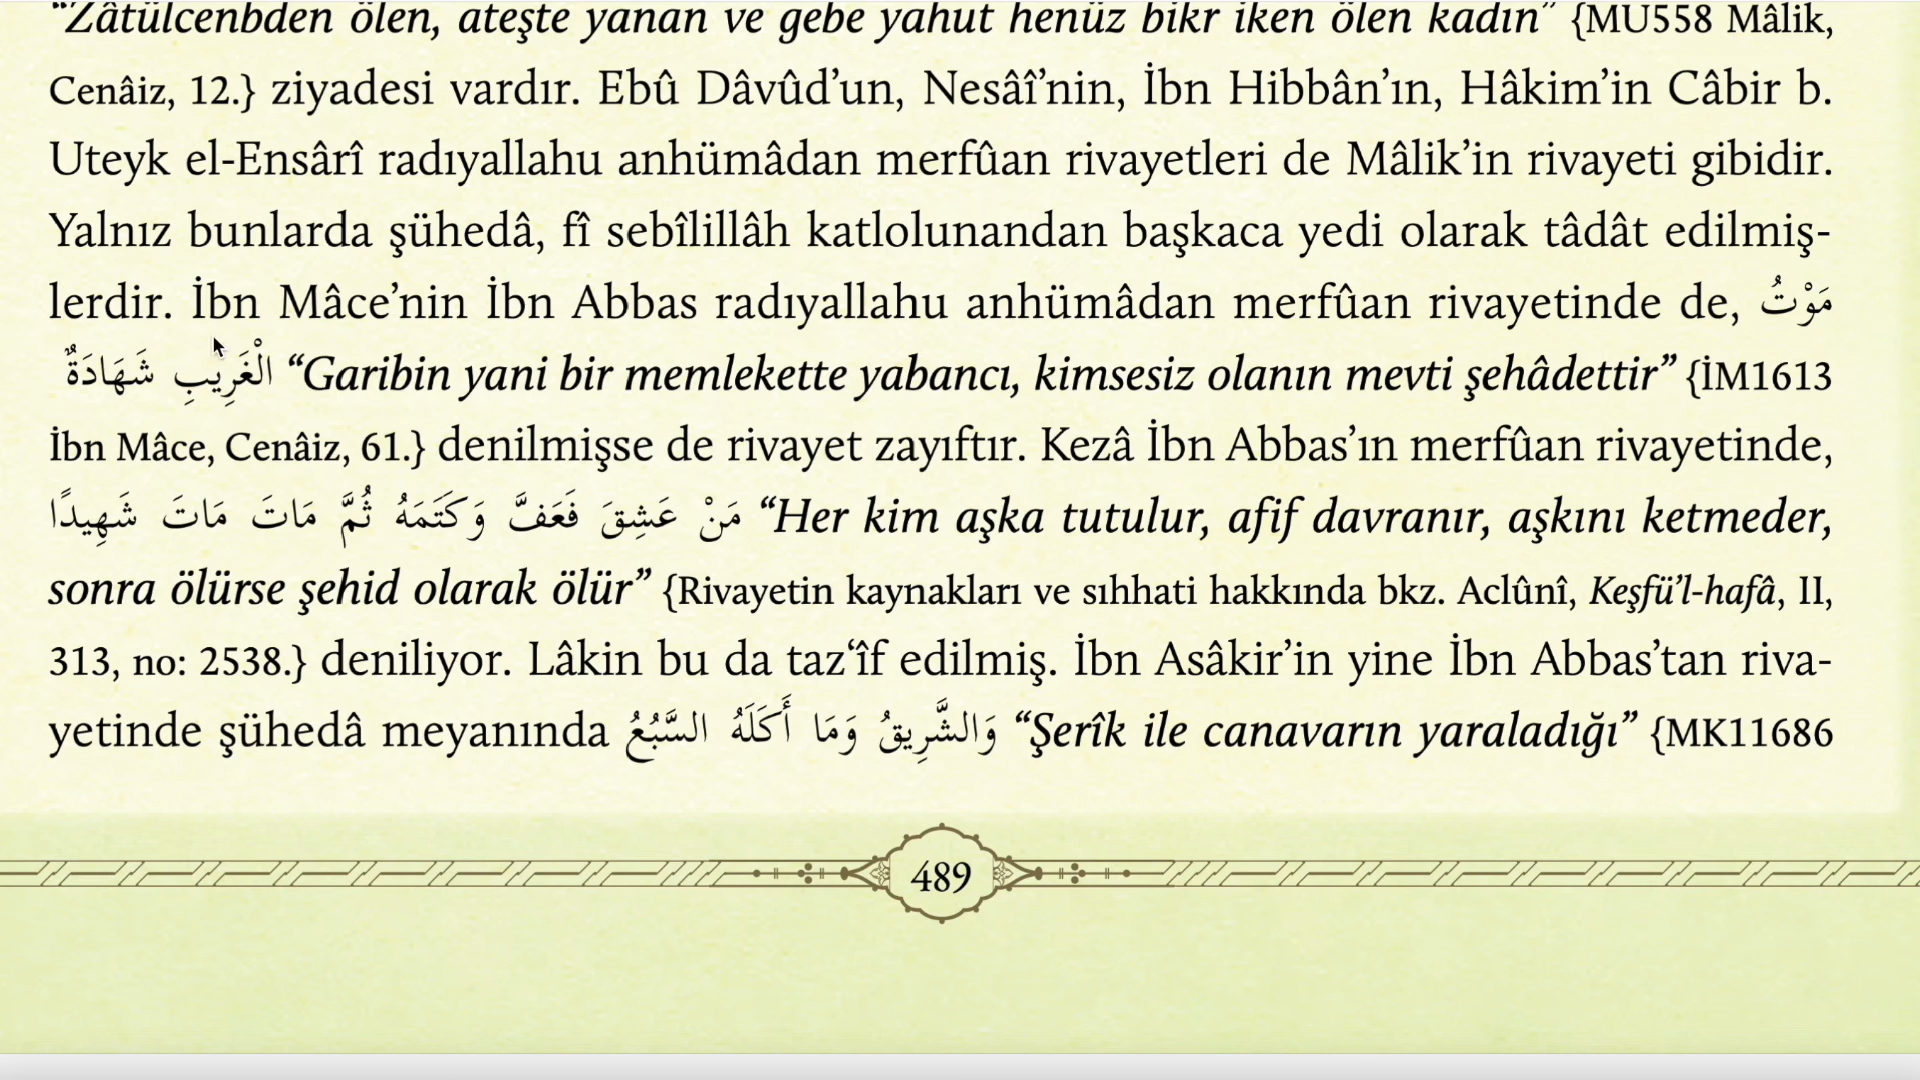 “Zâtülcenbden ölen, ateşte yanan ve gebe yahut henüz bikr iken ölen kadın” {MU558 Mâlik,
Cenâiz, 12.} ziyadesi vardır. Ebû Dâvûd’un, Nesâî’nin, İbn Hibbân’ın, Hâkim’in Câbir b.
Uteyk el-Ensârî radıyallahu anhümâdan merfûan rivayetleri de Mâlik’in rivayeti gibidir.
Yalnız bunlarda şühedâ, fî sebîlillâh katlolunandan başkaca yedi olarak tâdât edilmiş-
lerdir. İbn Mâce’nin İbn Abbas radıyallahu anhümâdan merfûan rivayetinde de, مَوْتُ
الْغَرِيبِ شَهَادَةٌ “Garibin yani bir memlekette yabancı, kimsesiz olanın mevti şehâdettir” {İM1613
İbn Mâce, Cenâiz, 61.} denilmişse de rivayet zayıftır. Kezâ İbn Abbas’ın merfûan rivayetinde,
مَنْ عَشِقَ فَعَفَّ وَكَتَمَهُ ثُمَّ مَاتَ مَاتَ شَهِيدًا “Her kim aşka tutulur, afif davranır, aşkını ketmeder,
sonra ölürse şehid olarak ölür” {Rivayetin kaynakları ve sıhhati hakkında bkz. Aclûnî, Keşfü’l-hafâ, II,
313, no: 2538.} deniliyor. Lâkin bu da taz‘îf edilmiş. İbn Asâkir’in yine İbn Abbas’tan riva-
yetinde şühedâ meyanında وَالشَّرِيقُ وَمَا أَكَلَهُ السَّبُعُ “Şerîk ile canavarın yaraladığı” {MK11686
489